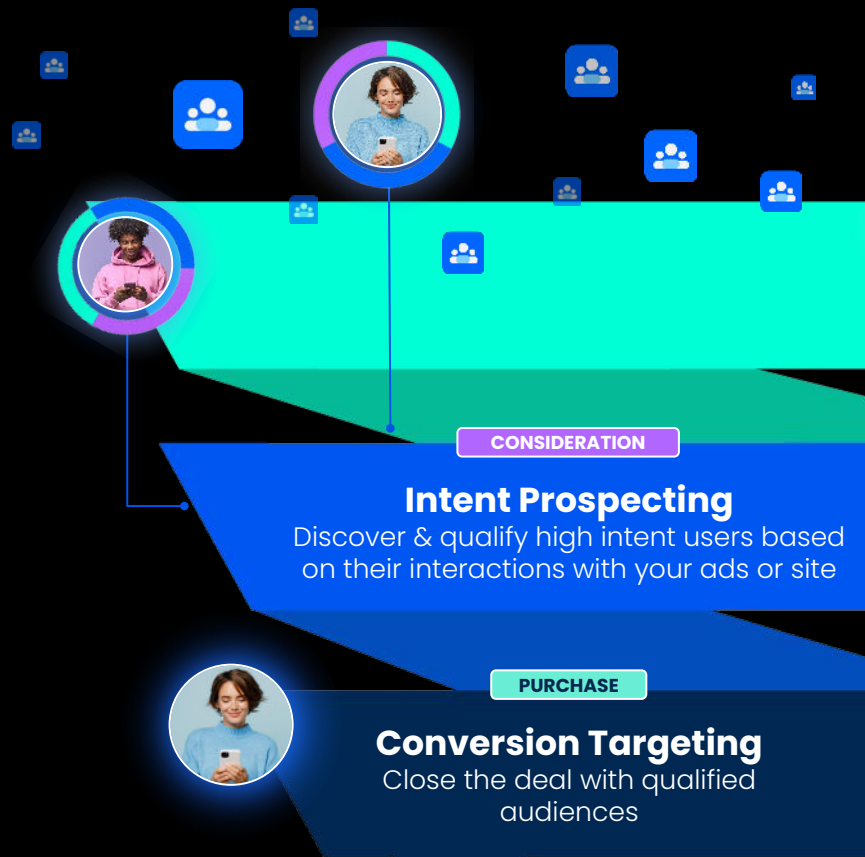 CONSIDERATION
Intent Prospecting
Discover & qualify high intent users based
on their interactions with your ads or site
PURCHASE
Conversion Targeting
Close the deal with qualified
audiences